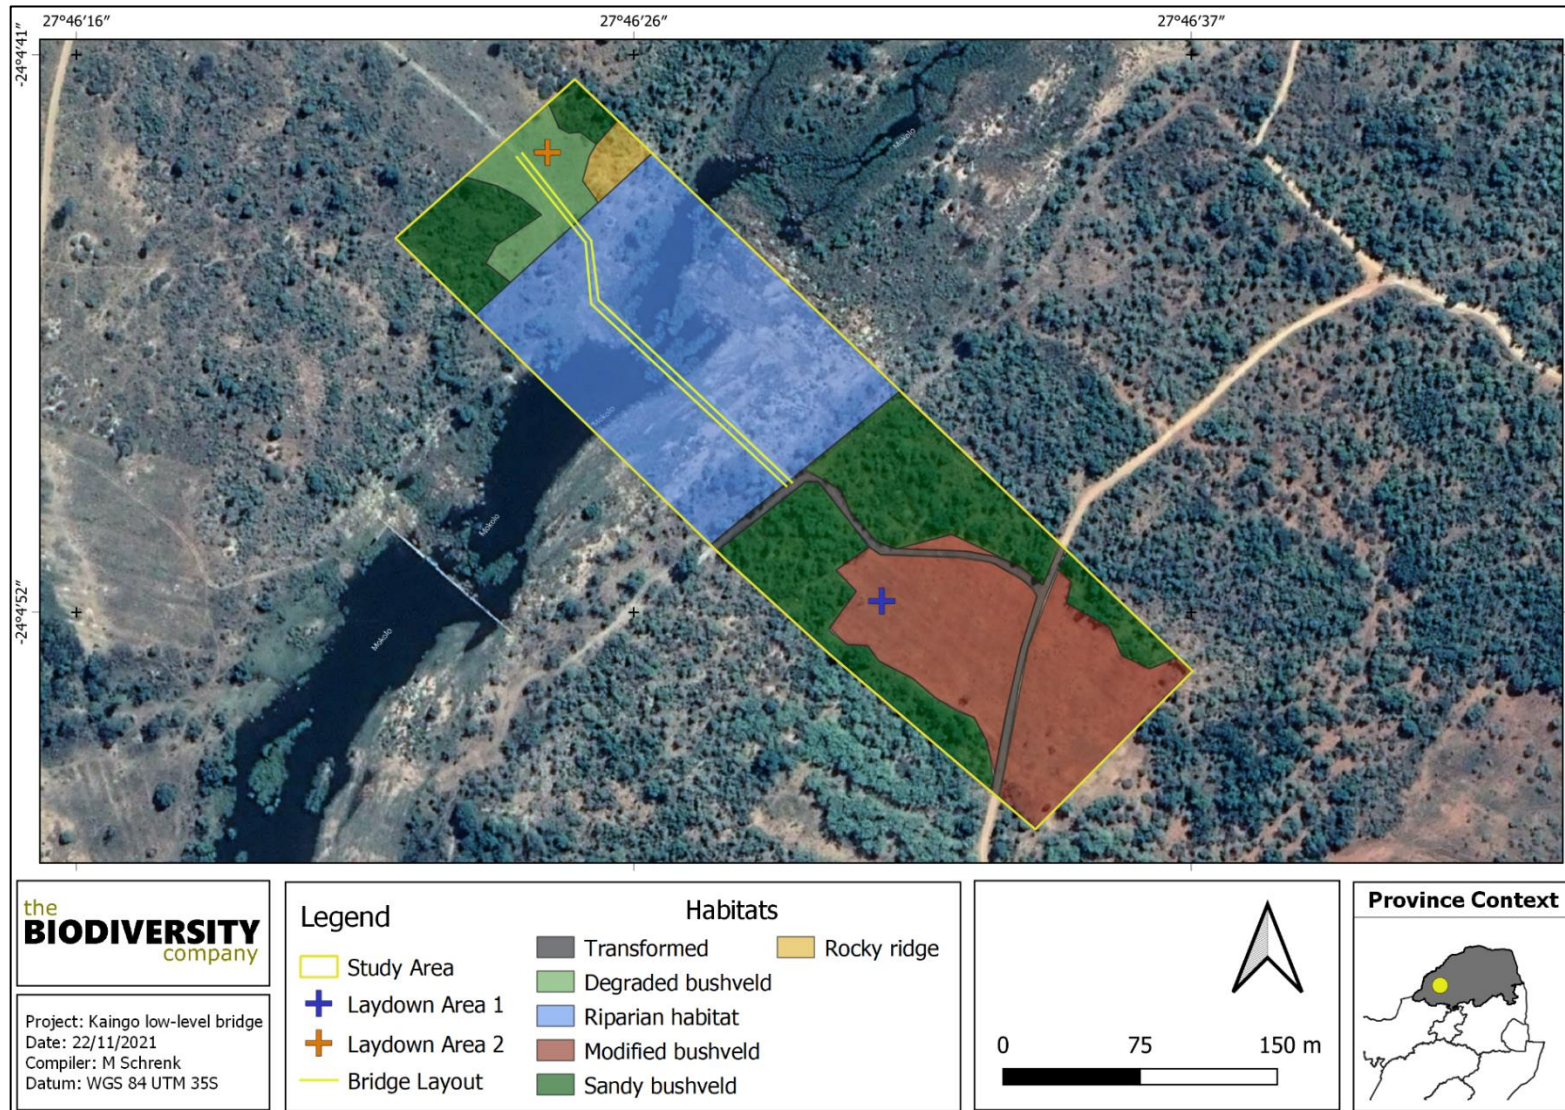 27°46′16″
27°46′26″
27°46′37″
-24°4′41″
-24°4′52″
Mokolo
Mokolo
Mokolo
Mokolo
the
BIODIVERSITY
company
Project: Kaingo low-level bridge
Date: 22/11/2021
Compiler: M Schrenk
Datum: WGS 84 UTM 35S
Legend
Study Area
Laydown Area 1
Laydown Area 2
Bridge Layout
Habitats
Transformed
Degraded bushveld
Riparian habitat
Modified bushveld
Sandy bushveld
Rocky ridge
0 75 150 m
Province Context